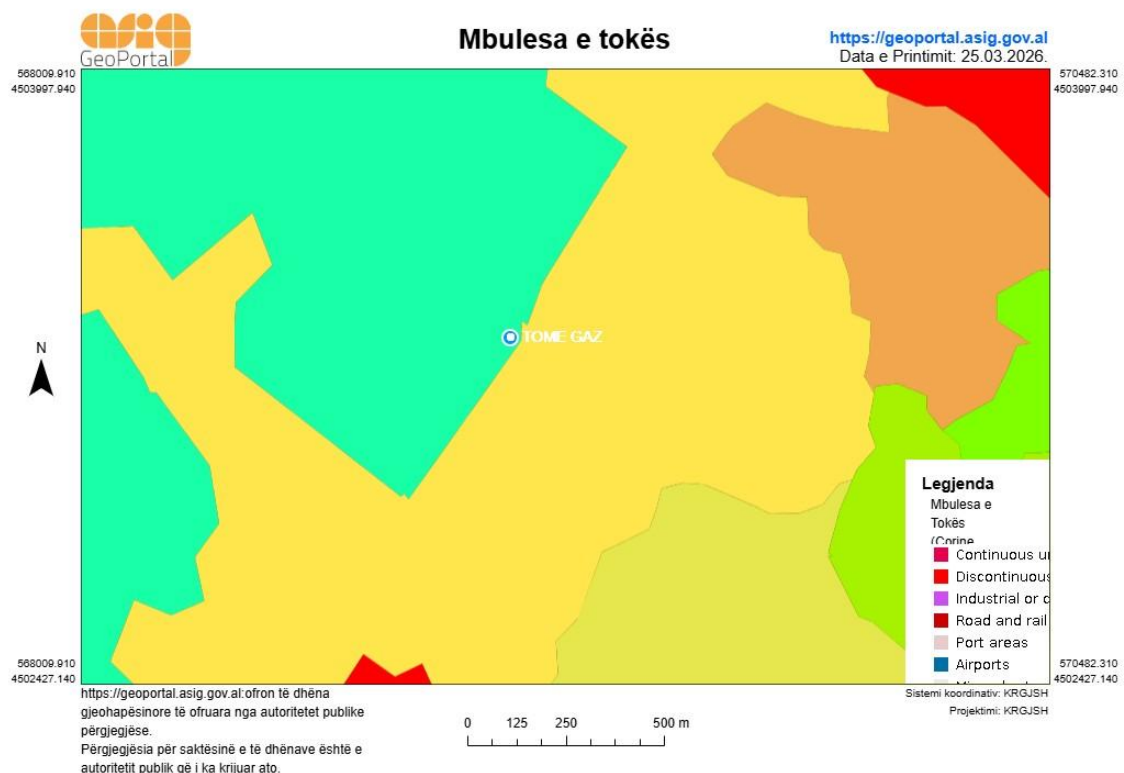 asig
GeoPortal
Mbulesa e tokës
https://geoportal.asig.gov.al
Data e Printimit: 25.03.2026.
568009.910
4503997.940
570482.310
4503997.940
N
TOME GAZ
Legjenda
Mbulesa e
Tokës
(Corine
Continuous u
Discontinuous
Industrial or
Road and rail
Port areas
Airports
568009.910
4502427.140
570482.310
4502427.140
https://geoportal.asig.gov.al:ofron të dhëna
gjeohapësinore të ofruara nga autoritetet publike
përgjegjëse.
Përgjegjësia për saktësinë e të dhënave është e
autoritetit publik që i ka krijuar ato.
0 125 250 500 m
Sistemi koordinativ: KRGJSH
Projektimi: KRGJSH